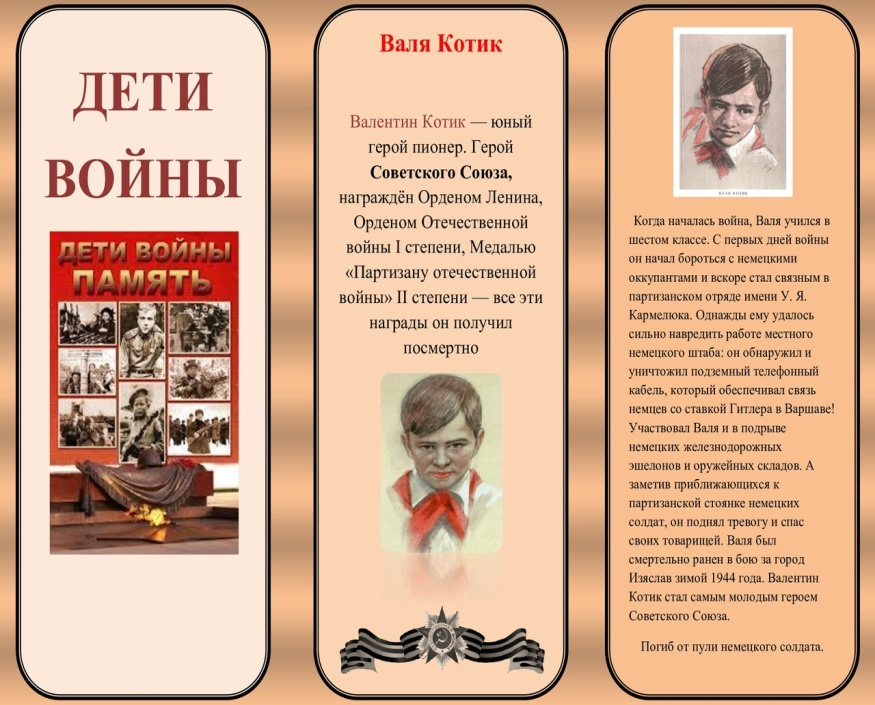 ДЕТИ
ВОЙНЫ
ДЕТИ ВОЙНЫ
ПАМЯТЬ
Валя Котик
Валентин Котик — юный
герой пионер. Герой
Советского Союза,
награждён Орденом Ленина,
Орденом Отечественной
войны I степени, Медалью
«Партизану отечественной
войны» II степени — все эти
награды он получил
посмертно
ВАЛЯ КОТИК
Когда началась война, Валя учился в
шестом классе. С первых дней войны
он начал бороться с немецкими
оккупантами и вскоре стал связным в
партизанском отряде имени У. Я.
Кармелюка. Однажды ему удалось
сильно навредить работе местного
немецкого штаба: он обнаружил и
уничтожил подземный телефонный
кабель, который обеспечивал связь
немцев со ставкой Гитлера в Варшаве!
Участвовал Валя и в подрыве
немецких железнодорожных
эшелонов и оружейных складов. А
заметив приближающихся к
партизанской стоянке немецких
солдат, он поднял тревогу и спас
своих товарищей. Валя был
смертельно ранен в бою за город
Изяслав зимой 1944 года. Валентин
Котик стал самым молодым героем
Советского Союза.
Погиб от пули немецкого солдата.